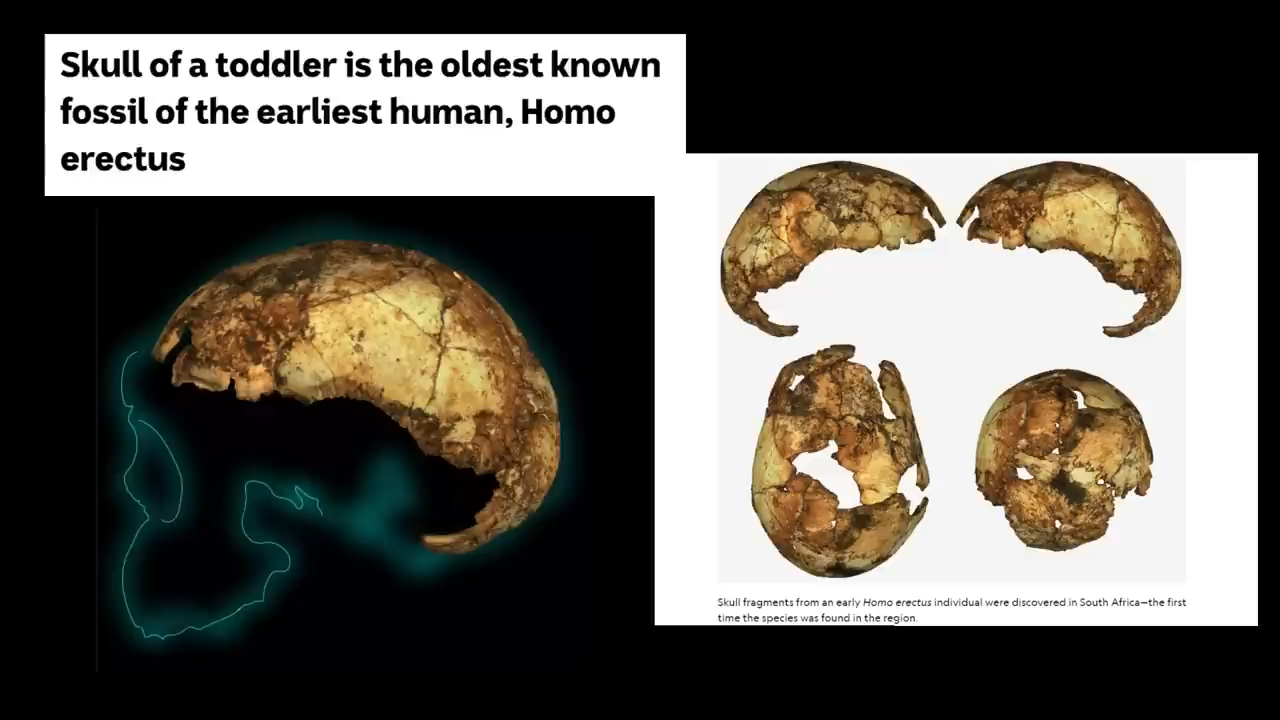 Skull of a toddler is the oldest known
fossil of the earliest human, Homo
erectus
Skull fragments from an early Homo erectus individual were discovered in South Africa—the first
time the species was found in the region.